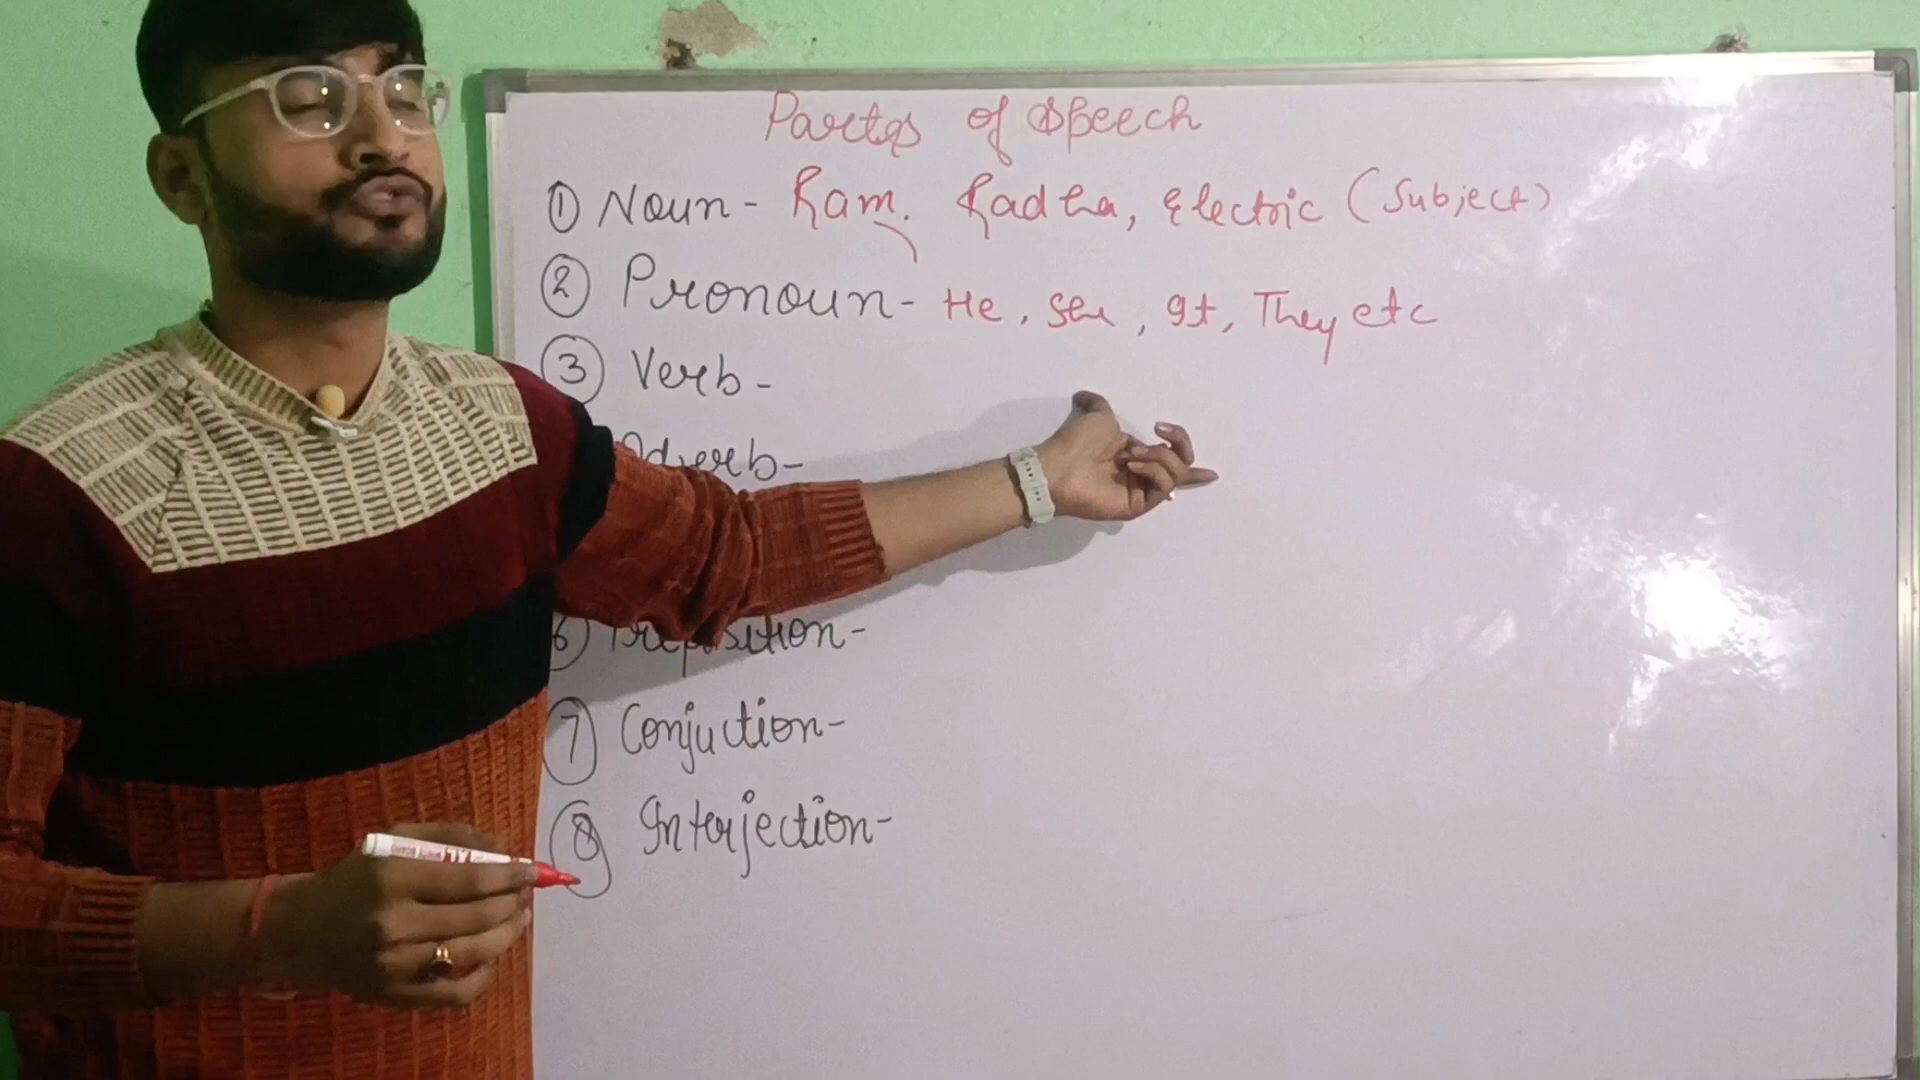 Partes of Speech
① Noun - Ram. Radha, Electric (Subject)
② Pronoun - He, She, It, They etc
③ Verb -
Adverb -
6 Preposition -
⑦ Conjuction -
⑧ Interjection -